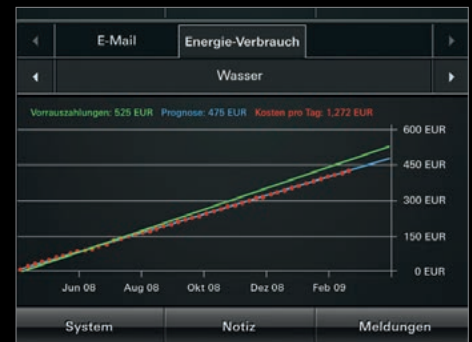 E-Mail Energie-Verbrauch
Wasser
Vorrauszahlungen: 525 EUR Prognose: 475 EUR Kosten pro Tag: 1,272 EUR
600 EUR
450 EUR
300 EUR
150 EUR
0 EUR
Jun 08 Aug 08 Okt 08 Dez 08 Feb 09
System Notiz Meldungen